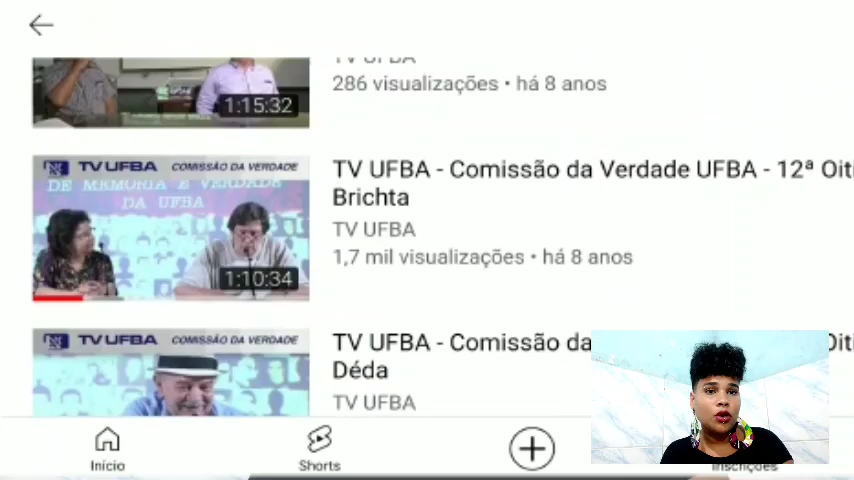 TV UFBA
286 visualizações • há 8 anos
1:15:32
TV UFBA COMISSÃO DA VERDADE
DE MEMÓRIA E VERDADE
DA UFBA
1:10:34
TV UFBA - Comissão da Verdade UFBA - 12ª Oiti
Brichta
TV UFBA
1,7 mil visualizações • há 8 anos
TV UFBA COMISSÃO DA VERDADE
TV UFBA - Comissão da
Déda
TV UFBA
Início
Shorts
Inscrições